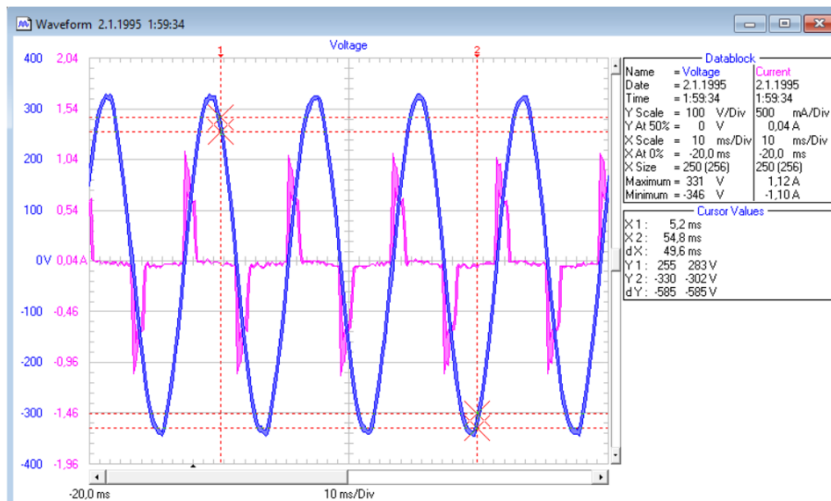 Waveform 2.1.1995 1:59:34
Voltage
1 2
400 2,04
300 1,54
200 1,04
100 0,54
0V 0,04 A
-100 -0,46
-200 -0,96
-300 -1,46
-400 -1,96
-20,0 ms 10 ms/Div
Datablock
Name = Voltage Current
Date = 2.1.1995 2.1.1995
Time = 1:59:34 1:59:34
Y Scale = 100 V/Div 500 mA/Div
Y At 50% = 0 V 0,04 A
X Scale = 10 ms/Div 10 ms/Div
X At 0% = -20,0 ms -20,0 ms
X Size = 250 (256) 250 (256)
Maximum = 331 V 1,12 A
Minimum = -346 V -1,10 A
Cursor Values
X 1 : 5,2 ms
X 2 : 54,8 ms
dX : 49,6 ms
Y 1 : 255 283 V
Y 2 : -330 -302 V
dY : -585 -585 V